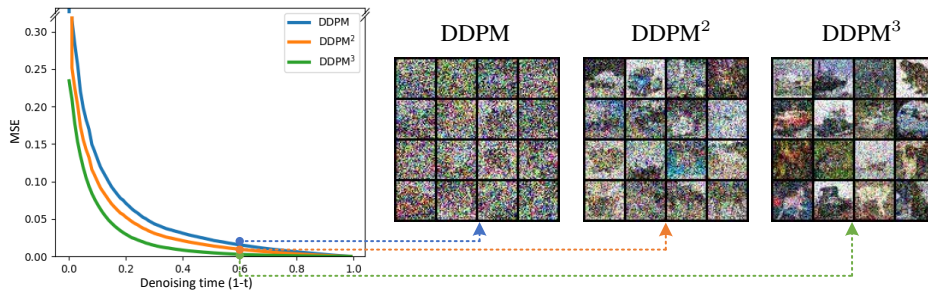 DDPM
DDPM²
DDPM³
0.30
0.25
0.20
0.15
0.10
0.05
0.00
MSE
0.0 0.2 0.4 0.6 0.8 1.0
Denoising time (1-t)
DDPM DDPM² DDPM³